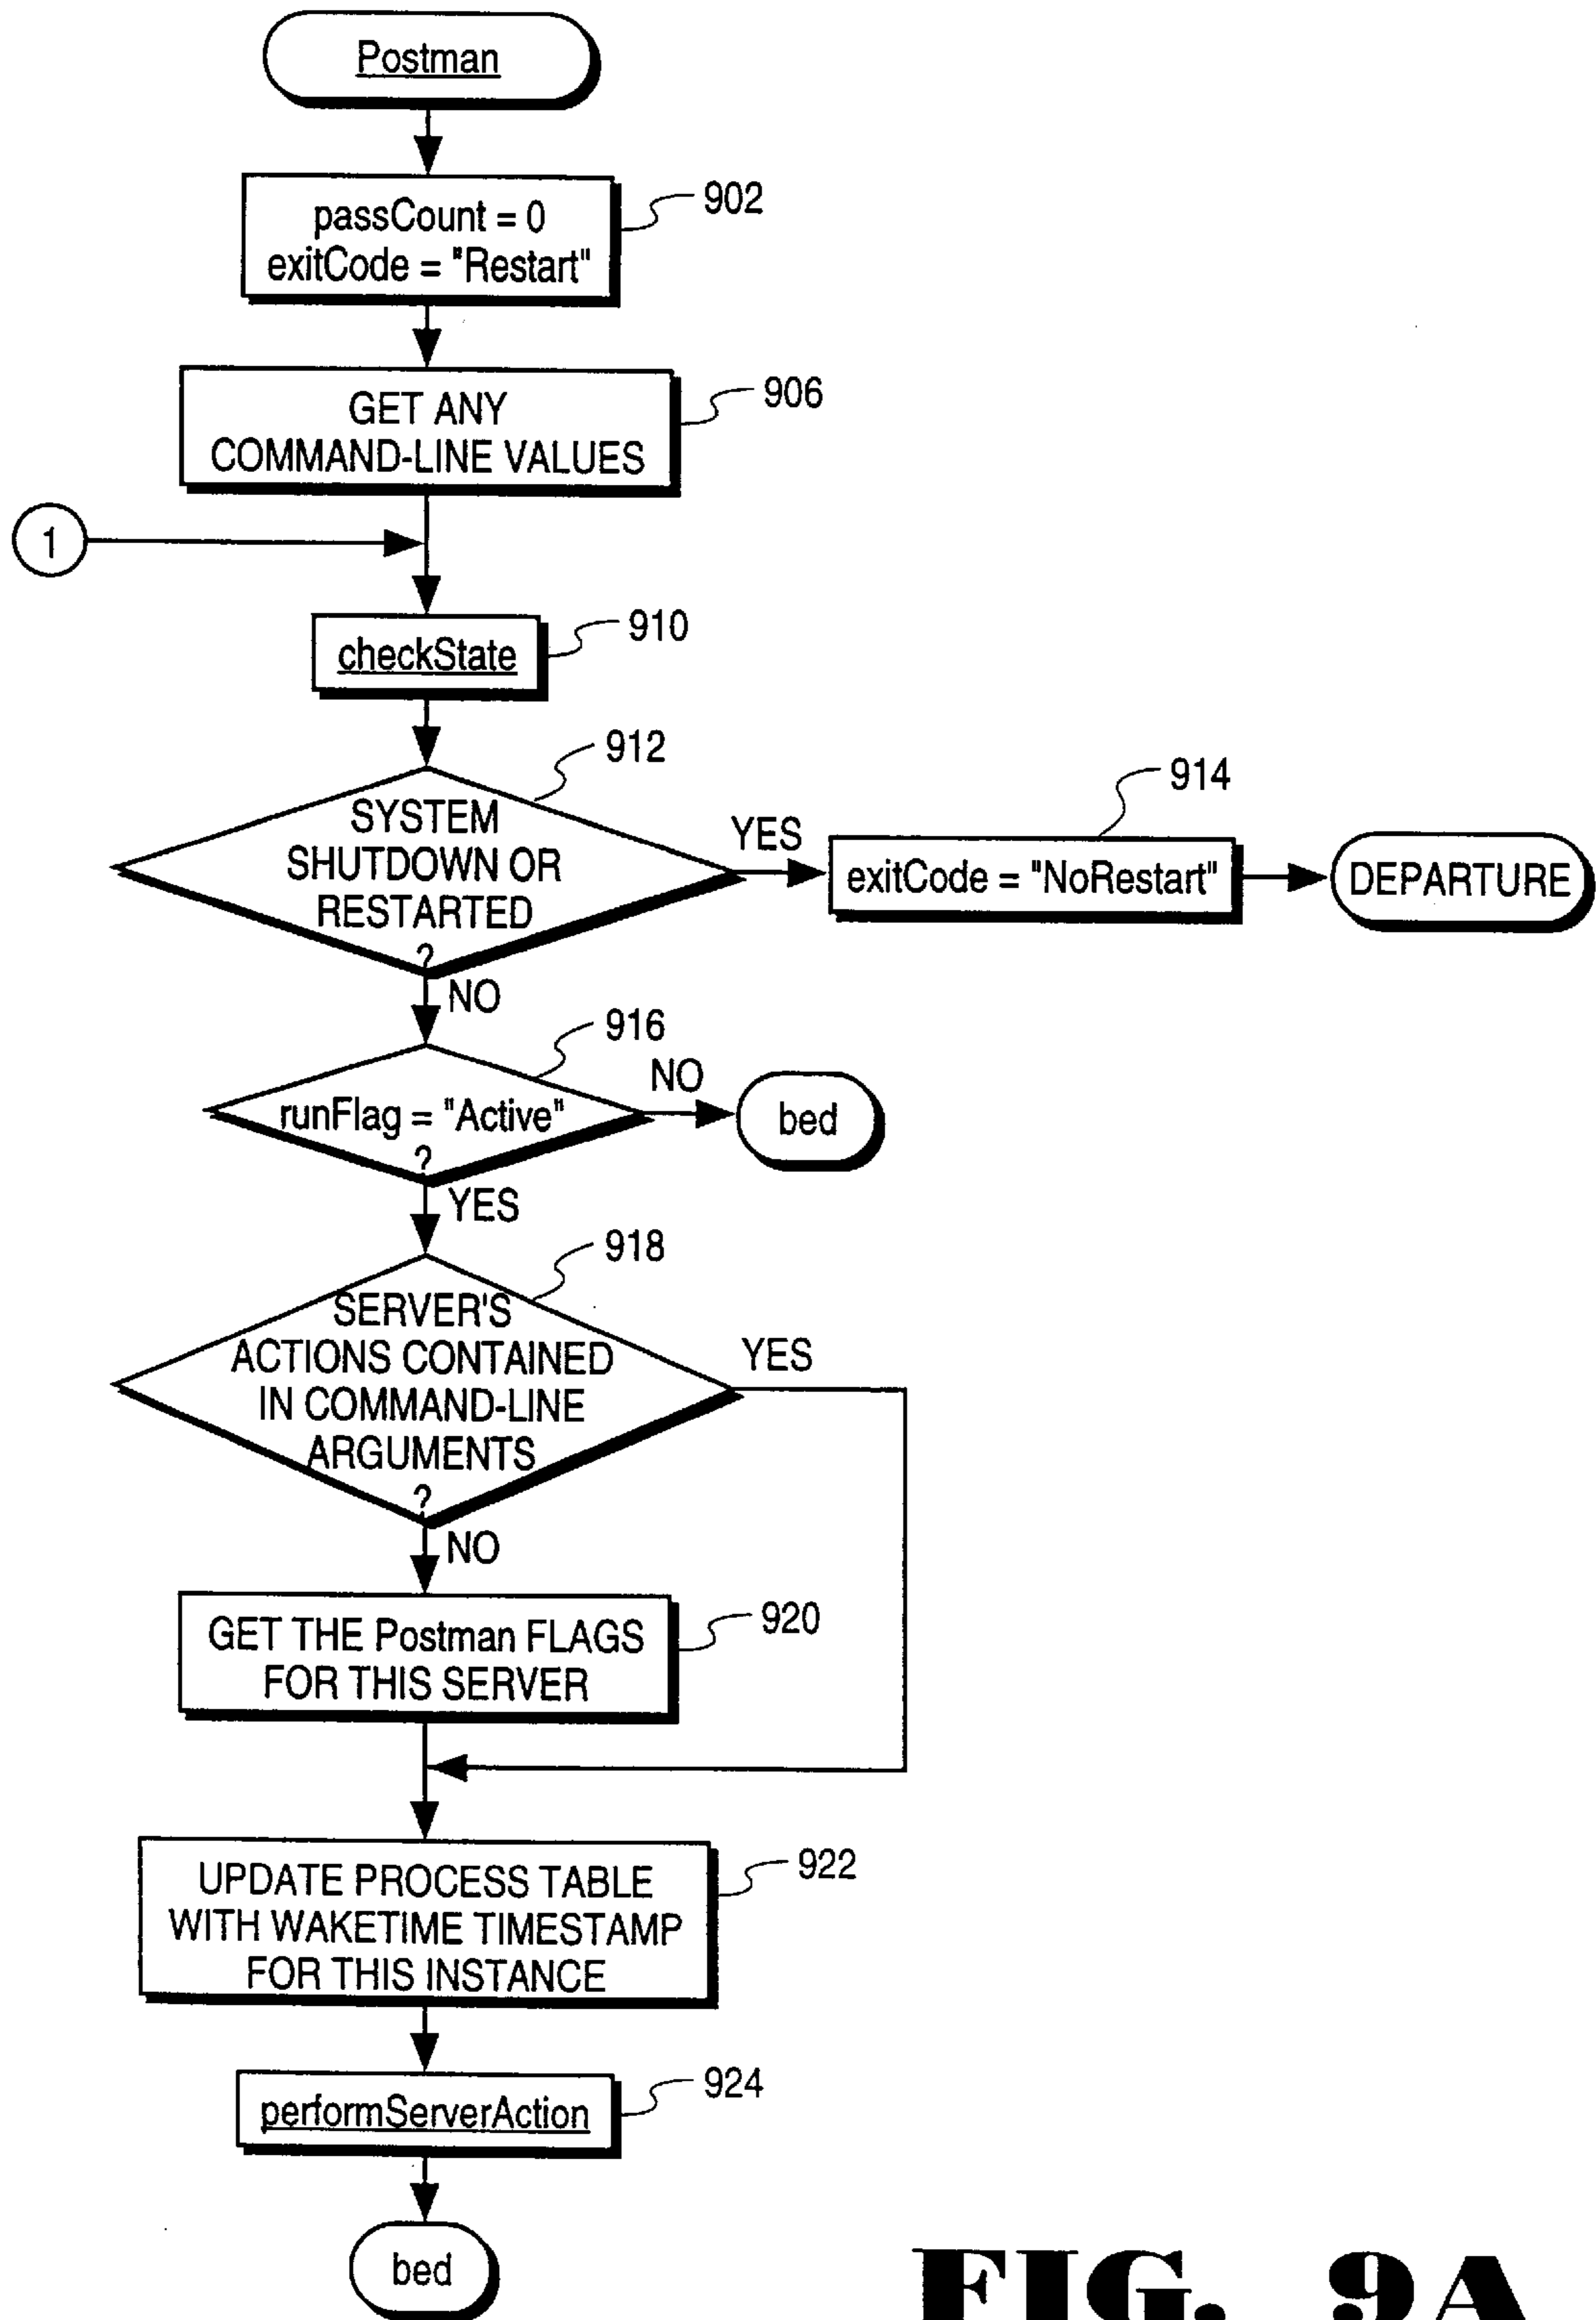 Postman
passCount = 0
exitCode = "Restart"
902
GET ANY
COMMAND-LINE VALUES
906
1
checkState
910
SYSTEM
SHUTDOWN OR
RESTARTED
?
912
YES
exitCode = "NoRestart"
914
DEPARTURE
NO
runFlag = "Active"
?
916
NO
bed
YES
SERVER'S
ACTIONS CONTAINED
IN COMMAND-LINE
ARGUMENTS
?
918
YES
NO
GET THE Postman FLAGS
FOR THIS SERVER
920
UPDATE PROCESS TABLE
WITH WAKETIME TIMESTAMP
FOR THIS INSTANCE
922
performServerAction
924
bed
FIG. 9A